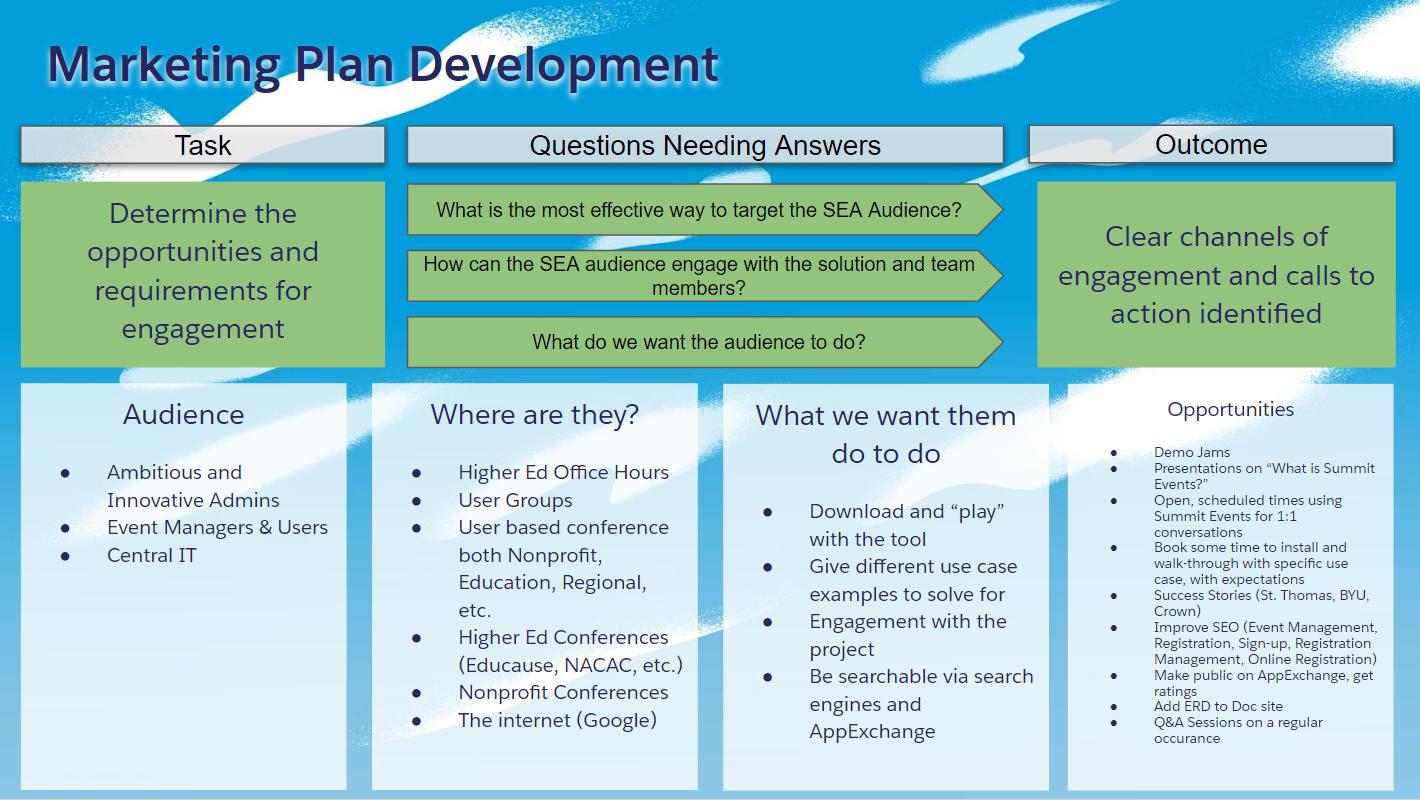 Marketing Plan Development
Task
Questions Needing Answers
Outcome
Determine the
opportunities and
requirements for
engagement
What is the most effective way to target the SEA Audience?
How can the SEA audience engage with the solution and team
members?
What do we want the audience to do?
Clear channels of
engagement and calls to
action identified
Audience
● Ambitious and
Innovative Admins
● Event Managers & Users
● Central IT
Where are they?
● Higher Ed Office Hours
● User Groups
● User based conference
both Nonprofit,
Education, Regional,
etc.
● Higher Ed Conferences
(Educause, NACAC, etc.)
● Nonprofit Conferences
● The internet (Google)
What we want them
do to do
● Download and “play”
with the tool
● Give different use case
examples to solve for
● Engagement with the
project
● Be searchable via search
engines and
AppExchange
Opportunities
● Demo Jams
● Presentations on “What is Summit
Events?”
● Open, scheduled times using
Summit Events for 1:1
conversations
● Book some time to install and
walk-through with specific use
case, with expectations
● Success Stories (St. Thomas, BYU,
Crown)
● Improve SEO (Event Management,
Registration, Sign-up, Registration
Management, Online Registration)
● Make public on AppExchange, get
ratings
● Add ERD to Doc site
● Q&A Sessions on a regular
occurance